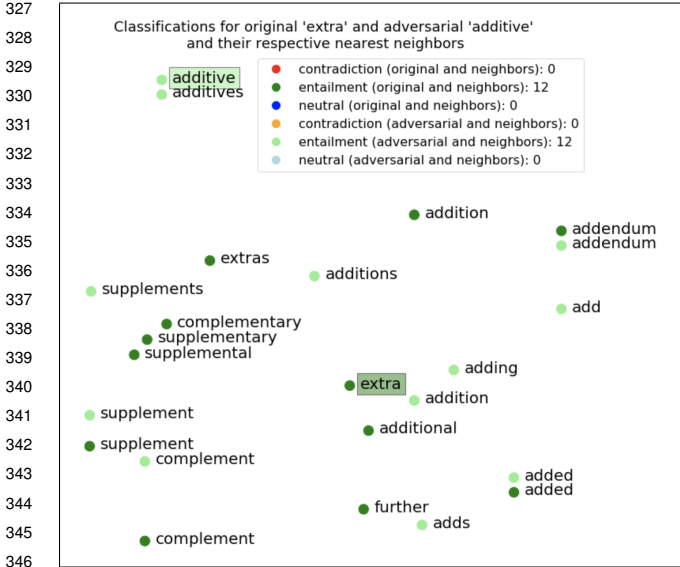 327
328
329
330
331
332
333
334
335
336
337
338
339
340
341
342
343
344
345
346
Classifications for original 'extra' and adversarial 'additive'
and their respective nearest neighbors
additive
additives
contradiction (original and neighbors): 0
entailment (original and neighbors): 12
neutral (original and neighbors): 0
contradiction (adversarial and neighbors): 0
entailment (adversarial and neighbors): 12
neutral (adversarial and neighbors): 0
addition
addendum
addendum
extras
additions
supplements
add
complementary
supplementary
supplemental
adding
extra
addition
supplement
additional
supplement
complement
added
added
further
adds
complement